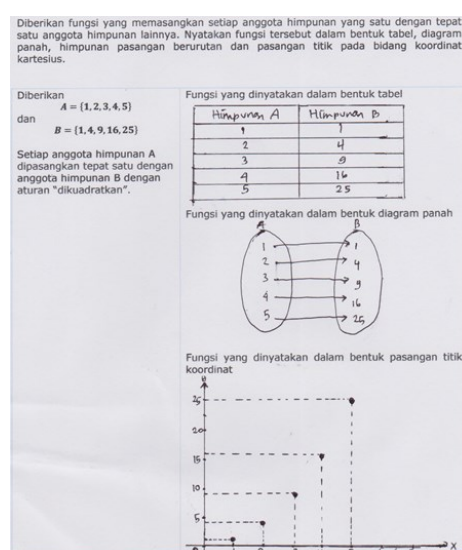 Diberikan fungsi yang memasangkan setiap anggota himpunan yang satu dengan tepat
satu anggota himpunan lainnya. Nyatakan fungsi tersebut dalam bentuk tabel, diagram
panah, himpunan pasangan berurutan dan pasangan titik pada bidang koordinat
kartesius.
Diberikan
A = {1, 2, 3, 4, 5}
dan
B = {1, 4, 9, 16, 25}
Setiap anggota himpunan A
dipasangkan tepat satu dengan
anggota himpunan B dengan
aturan "dikuadratkan".
Fungsi yang dinyatakan dalam bentuk tabel
Himpunan A Himpunan B
1 1
2 4
3 9
4 16
5 25
Fungsi yang dinyatakan dalam bentuk diagram panah
A B
1 1
2 4
3 9
4 16
5 25
Fungsi yang dinyatakan dalam bentuk pasangan titik
koordinat
25
20
15
10
5
X